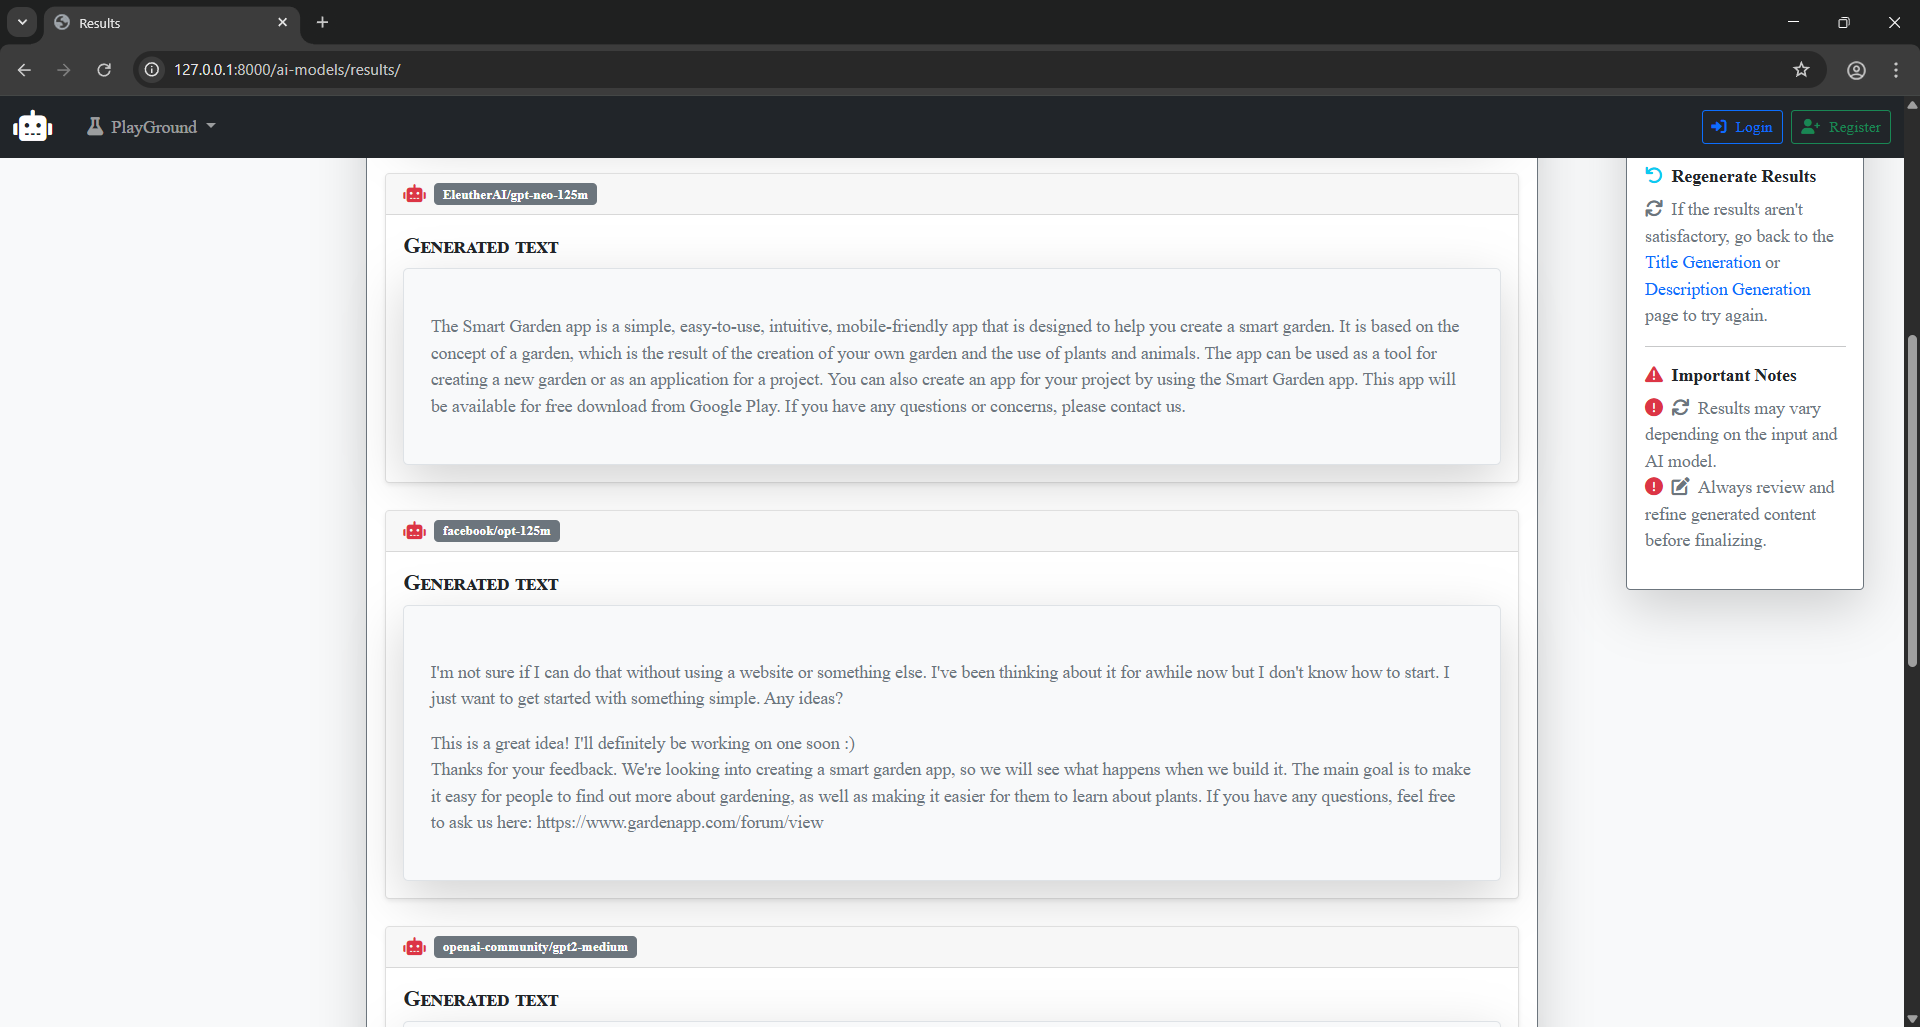 Results
127.0.0.1:8000/ai-models/results/
PlayGround
Login
Register
EleutherAI/gpt-neo-125m
Generated text
The Smart Garden app is a simple, easy-to-use, intuitive, mobile-friendly app that is designed to help you create a smart garden. It is based on the
concept of a garden, which is the result of the creation of your own garden and the use of plants and animals. The app can be used as a tool for
creating a new garden or as an application for a project. You can also create an app for your project by using the Smart Garden app. This app will
be available for free download from Google Play. If you have any questions or concerns, please contact us.
facebook/opt-125m
Generated text
I'm not sure if I can do that without using a website or something else. I've been thinking about it for awhile now but I don't know how to start. I
just want to get started with something simple. Any ideas?
This is a great idea! I'll definitely be working on one soon :)
Thanks for your feedback. We're looking into creating a smart garden app, so we will see what happens when we build it. The main goal is to make
it easy for people to find out more about gardening, as well as making it easier for them to learn about plants. If you have any questions, feel free
to ask us here: https://www.gardenapp.com/forum/view
openai-community/gpt2-medium
Generated text
Regenerate Results
If the results aren't
satisfactory, go back to the
Title Generation or
Description Generation
page to try again.
Important Notes
Results may vary
depending on the input and
AI model.
Always review and
refine generated content
before finalizing.